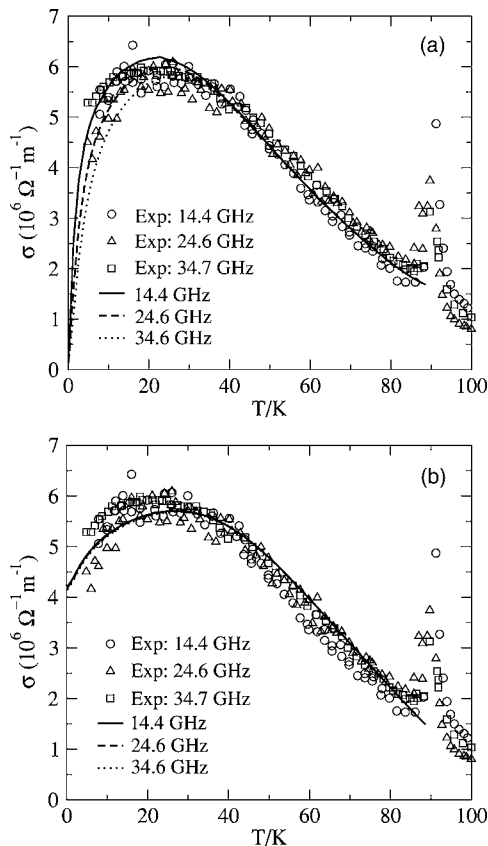 7
(a)
6
5
4
3
2
1
0
σ (10⁶ Ω⁻¹m⁻¹)
Exp: 14.4 GHz
Exp: 24.6 GHz
Exp: 34.7 GHz
14.4 GHz
24.6 GHz
34.6 GHz
0 20 40 60 80 100
T/K
7
(b)
6
5
4
3
2
1
0
σ (10⁶ Ω⁻¹m⁻¹)
Exp: 14.4 GHz
Exp: 24.6 GHz
Exp: 34.7 GHz
14.4 GHz
24.6 GHz
34.6 GHz
0 20 40 60 80 100
T/K